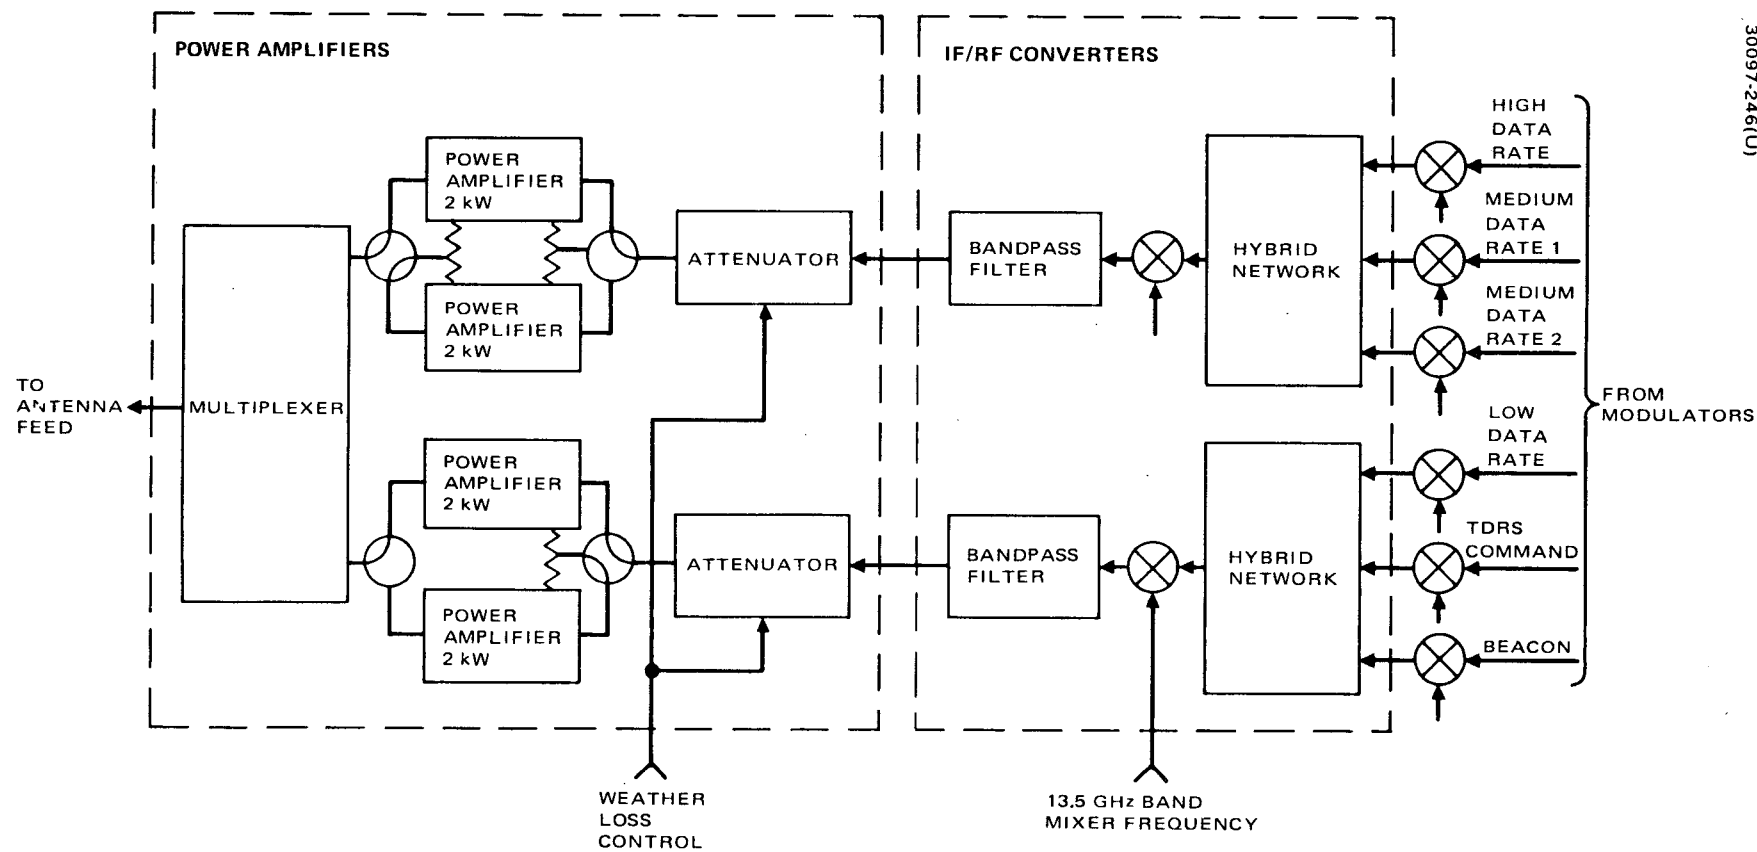 30097-246(U)
POWER AMPLIFIERS
IF/RF CONVERTERS
POWER
AMPLIFIER
2 kW
POWER
AMPLIFIER
2 kW
ATTENUATOR
BANDPASS
FILTER
HYBRID
NETWORK
HIGH
DATA
RATE
MEDIUM
DATA
RATE 1
MEDIUM
DATA
RATE 2
TO
ANTENNA
FEED
MULTIPLEXER
FROM
MODULATORS
POWER
AMPLIFIER
2 kW
POWER
AMPLIFIER
2 kW
ATTENUATOR
BANDPASS
FILTER
HYBRID
NETWORK
LOW
DATA
RATE
TDRS
COMMAND
BEACON
WEATHER
LOSS
CONTROL
13.5 GHz BAND
MIXER FREQUENCY